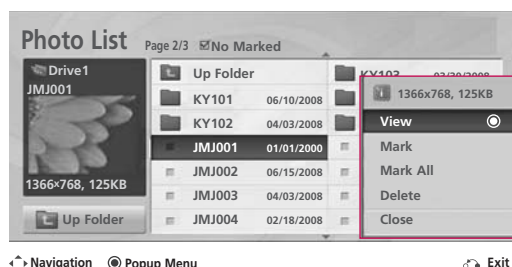 Photo List Page 2/3 No Marked
Drive1
JMJ001
1366x768, 125KB
Up Folder
Up Folder
KY101 06/10/2008
KY102 04/03/2008
JMJ001 01/01/2000
JMJ002 06/15/2008
JMJ003 04/03/2008
JMJ004 02/18/2008
KY103
1366x768, 125KB
View
Mark
Mark All
Delete
Close
Navigation Popup Menu Exit